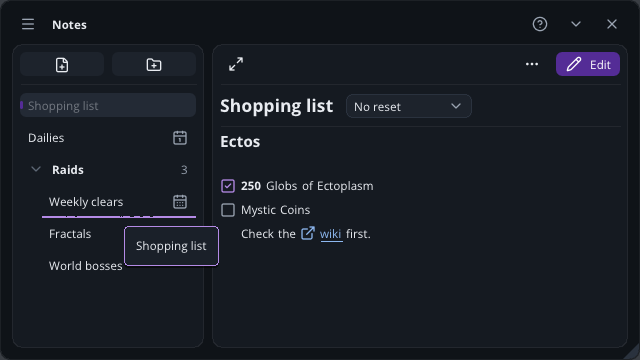 Notes
Edit
Shopping list
Dailies
Raids 3
Weekly clears
Fractals
World bosses
Shopping list
Shopping list No reset
Ectos
250 Globs of Ectoplasm
Mystic Coins
Check the wiki first.